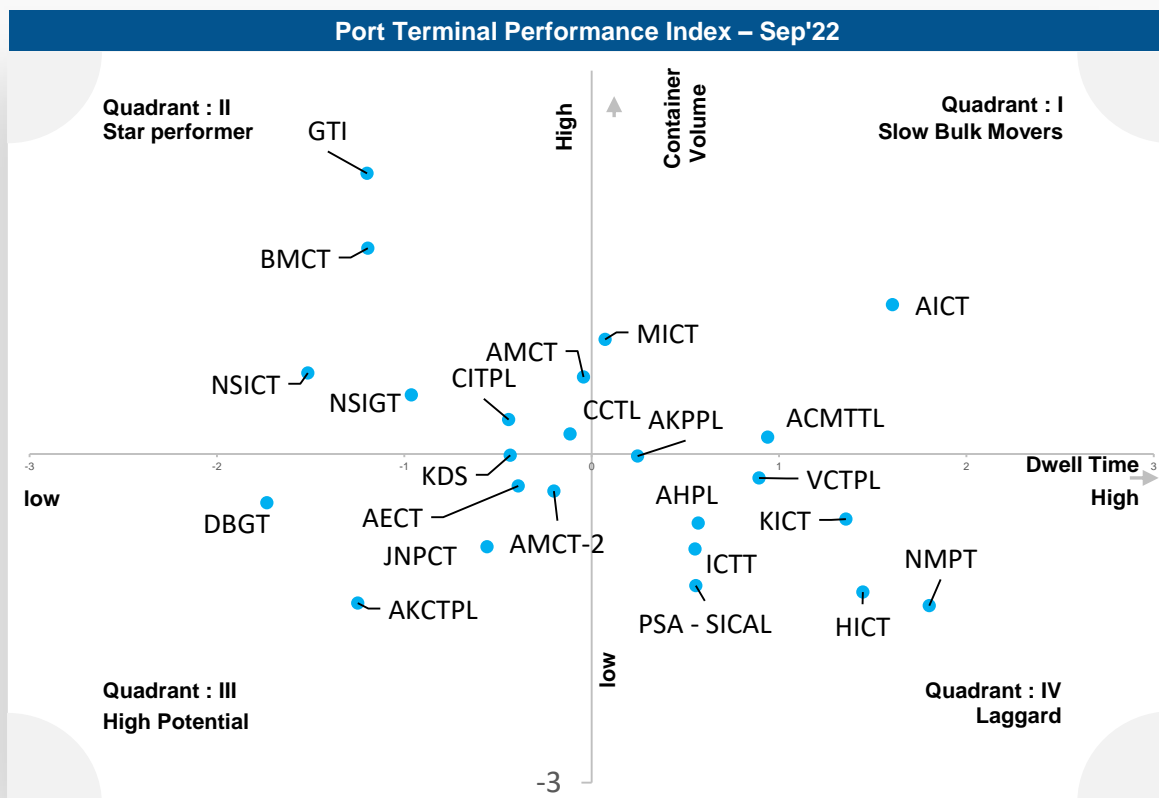 Port Terminal Performance Index – Sep'22
Quadrant : II
Star performer
High
Container
Volume
Quadrant : I
Slow Bulk Movers
GTI
BMCT
AICT
MICT
AMCT
CITPL
NSICT
NSIGT
CCTL
AKPPL
ACMTTL
-3
-2
-1
0
1
2
3
Dwell Time
low
High
KDS
VCTPL
AHPL
DBGT
AECT
KICT
JNPCT
AMCT-2
ICTT
NMPT
AKCTPL
PSA - SICAL
HICT
low
Quadrant : III
High Potential
Quadrant : IV
Laggard
-3